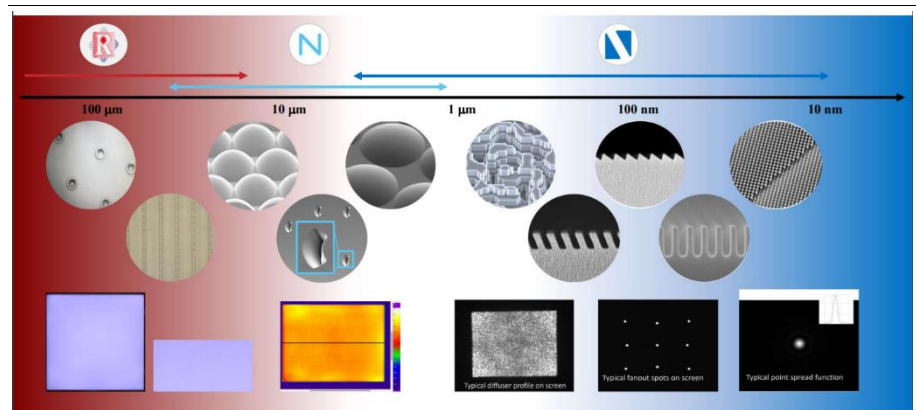 R
N
N
100 µm
10 µm
1 µm
100 nm
10 nm
Typical diffuser profile on screen
Typical fanout spots on screen
Typical point spread function